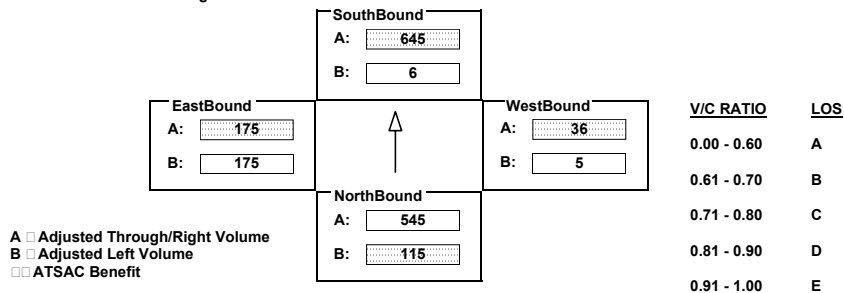 SouthBound
A: 645
B: 6
EastBound
A: 175
B: 175
WestBound
A: 36
B: 5
NorthBound
A: 545
B: 115
A □ Adjusted Through/Right Volume
B □ Adjusted Left Volume
□□ ATSAC Benefit
V/C RATIO LOS
0.00 - 0.60 A
0.61 - 0.70 B
0.71 - 0.80 C
0.81 - 0.90 D
0.91 - 1.00 E